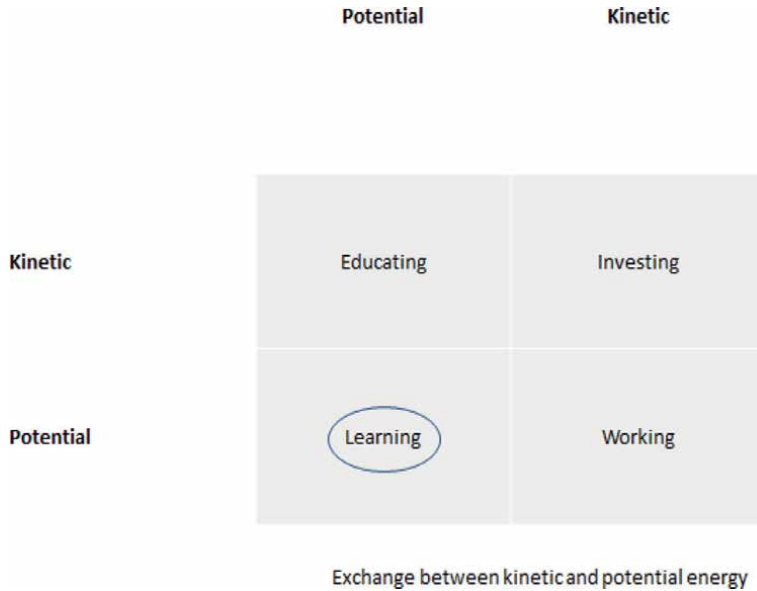 Potential Kinetic
Kinetic Educating Investing
Potential Learning Working
Exchange between kinetic and potential energy